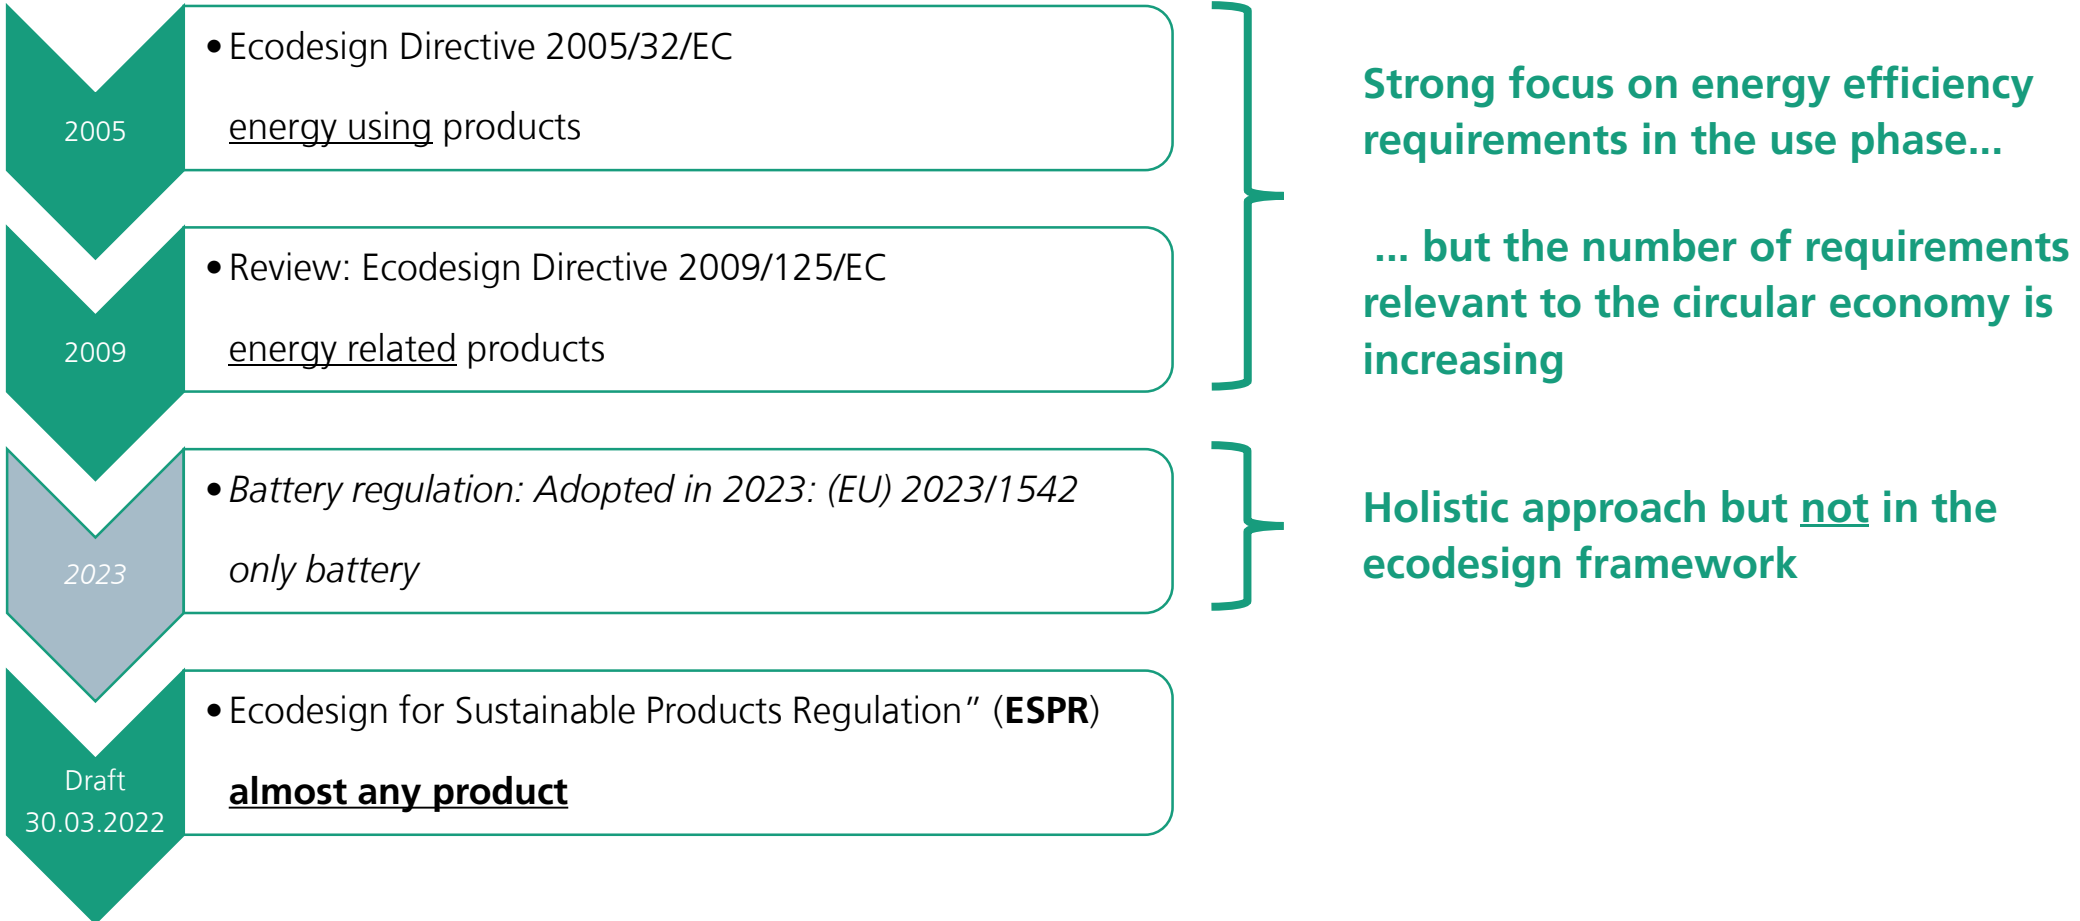 2005
• Ecodesign Directive 2005/32/EC
energy using products
2009
• Review: Ecodesign Directive 2009/125/EC
energy related products
Strong focus on energy efficiency
requirements in the use phase...
... but the number of requirements
relevant to the circular economy is
increasing
2023
• Battery regulation: Adopted in 2023: (EU) 2023/1542
only battery
Holistic approach but not in the
ecodesign framework
Draft
30.03.2022
• Ecodesign for Sustainable Products Regulation” (ESPR)
almost any product